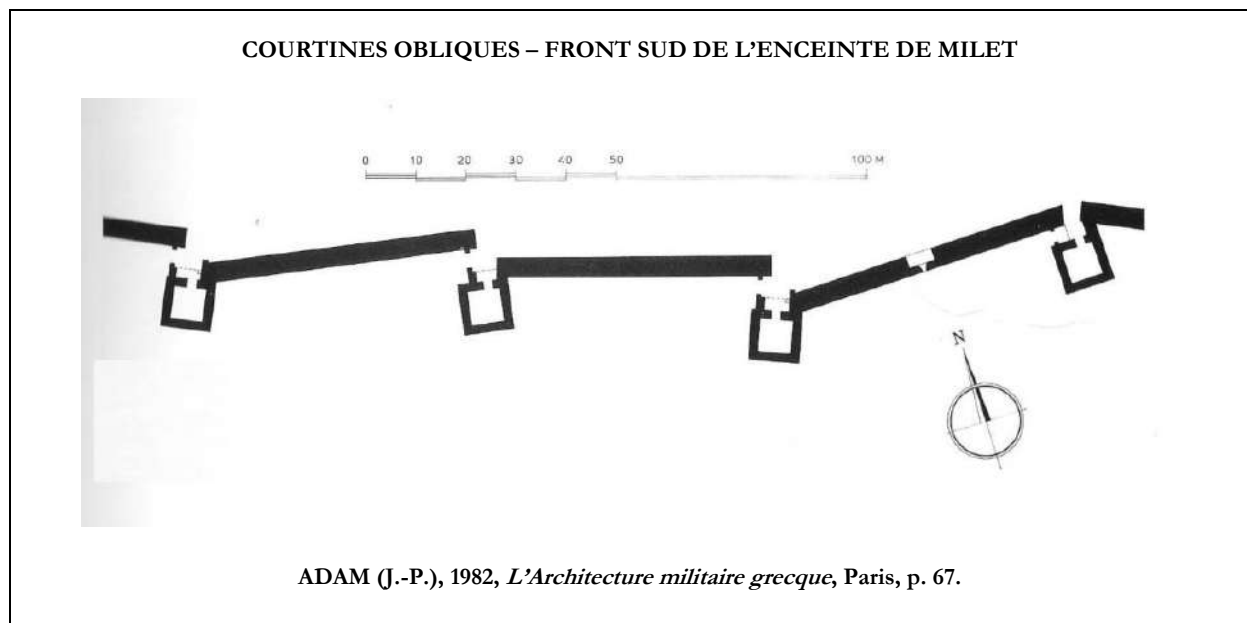 COURTINES OBLIQUES – FRONT SUD DE L'ENCEINTE DE MILET
0 10 20 30 40 50 100 M
N
ADAM (J.-P.), 1982, L'Architecture militaire grecque, Paris, p. 67.